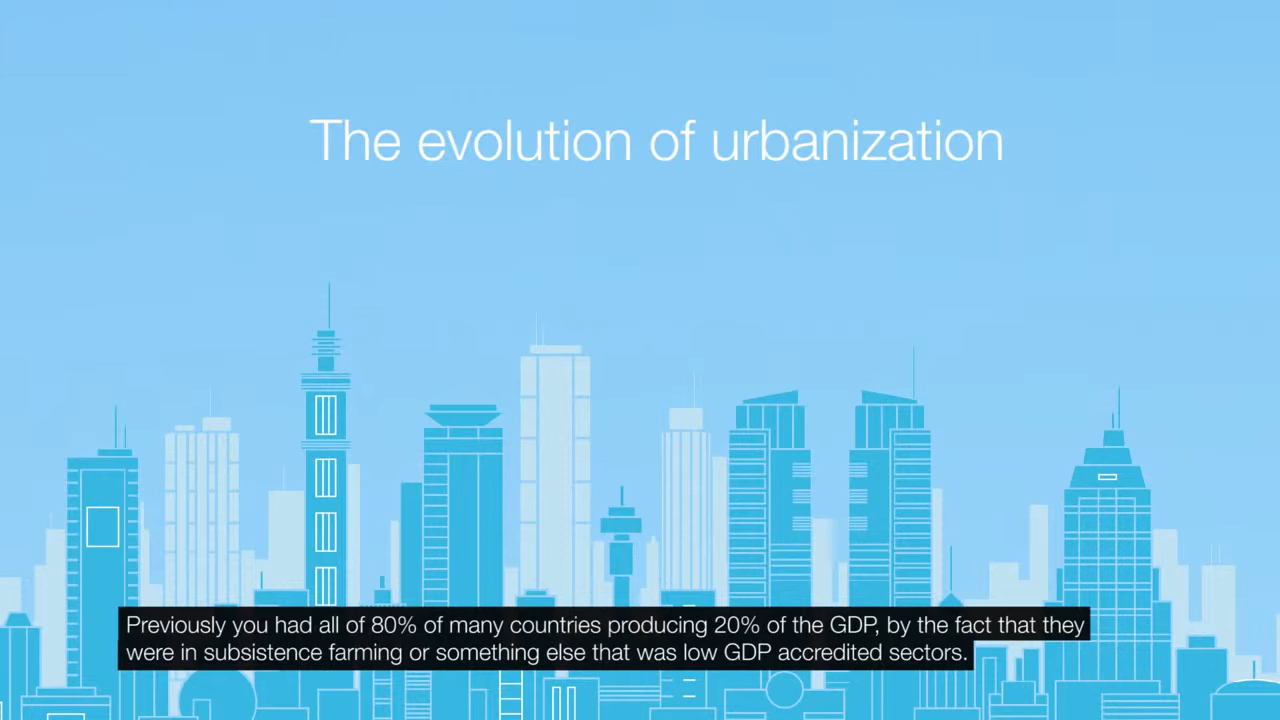 The evolution of urbanization
Previously you had all of 80% of many countries producing 20% of the GDP, by the fact that they
were in subsistence farming or something else that was low GDP accredited sectors.